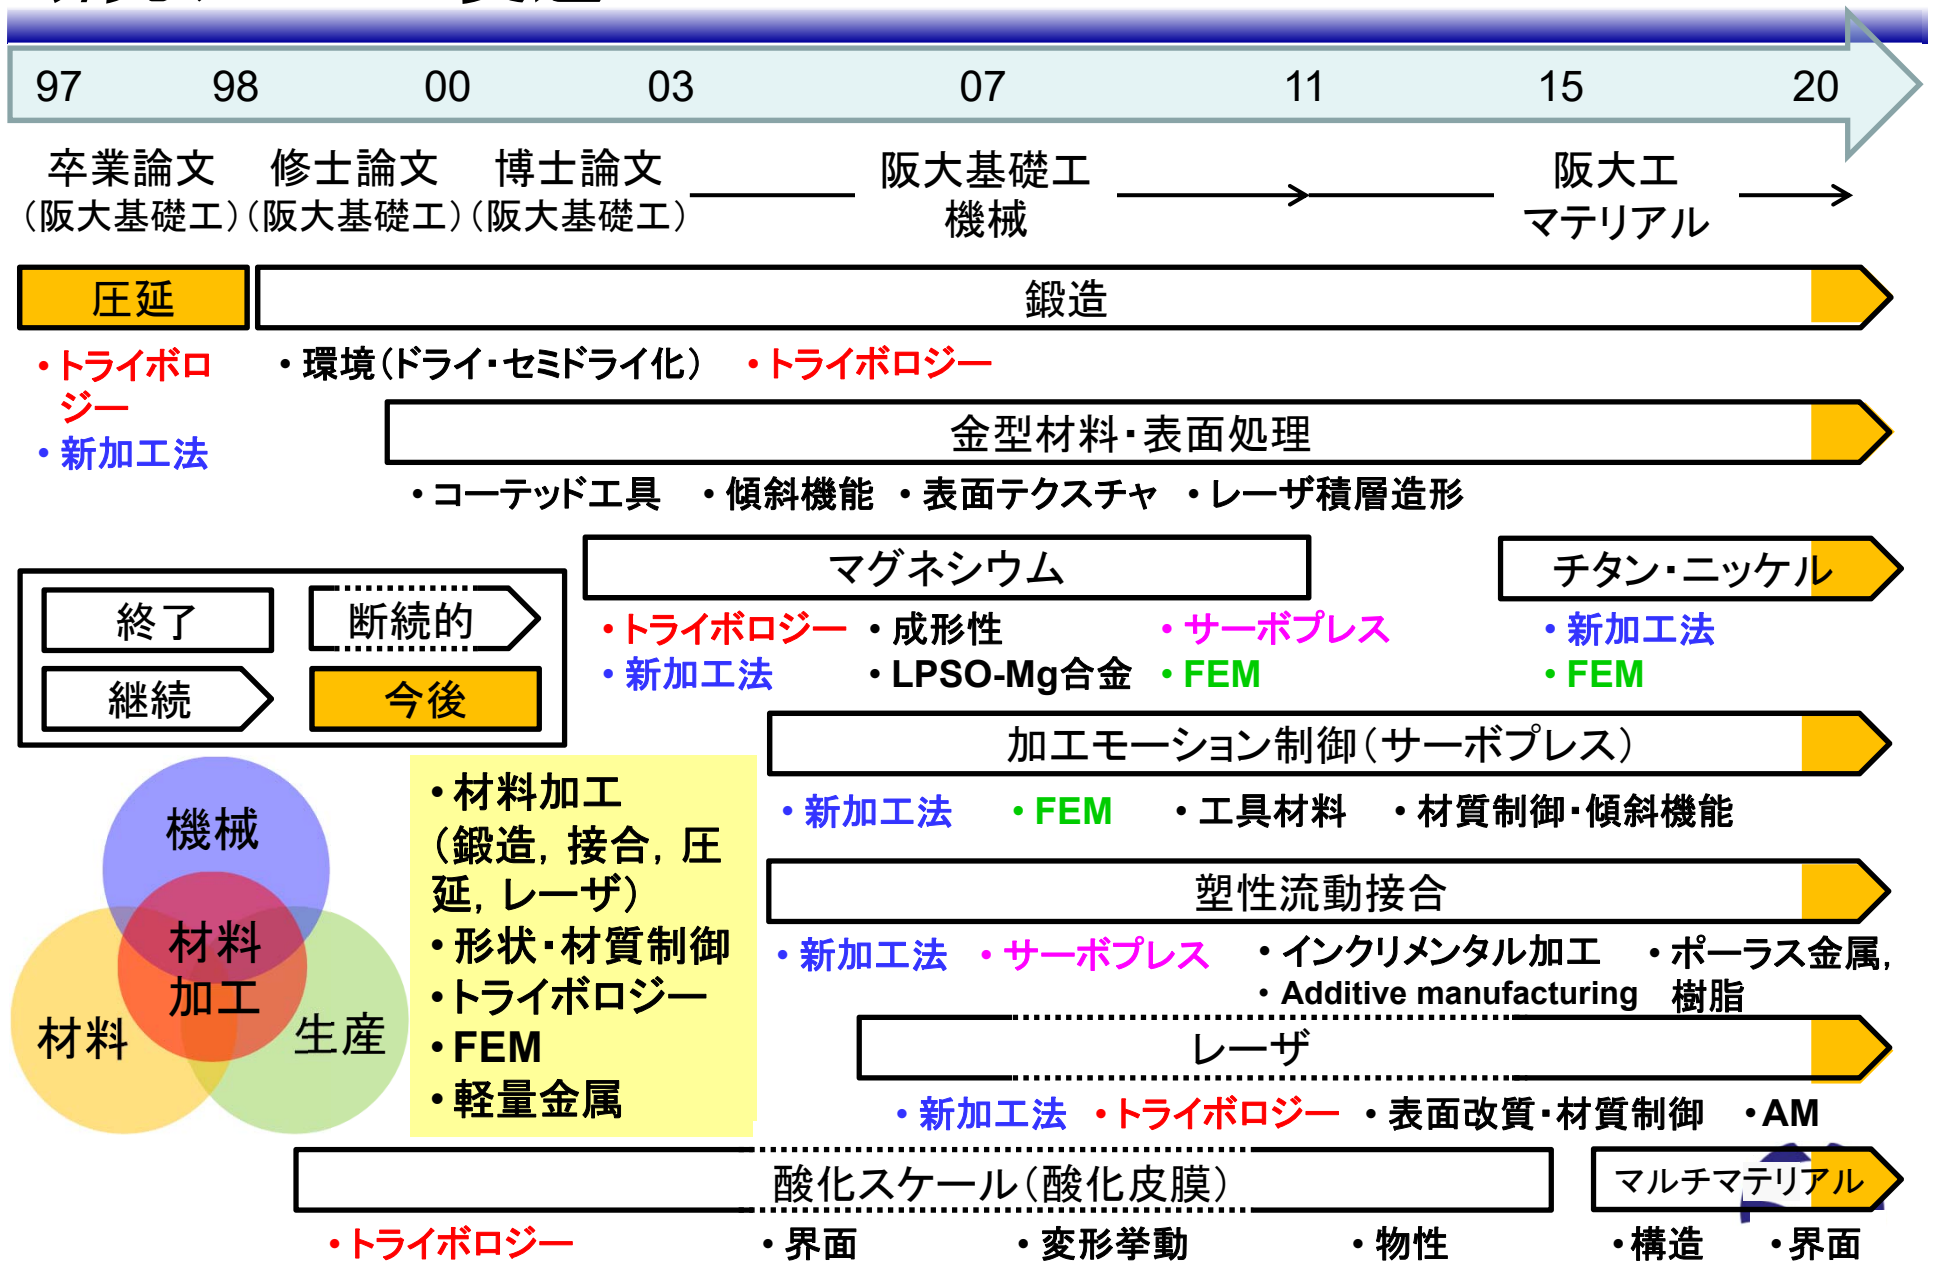 97 98 00 03 07 11 15 20
卒業論文 修士論文 博士論文 阪大基礎工 阪大工
(阪大基礎工) (阪大基礎工) (阪大基礎工) 機械 マテリアル
圧延 鍛造
・トライボロ ・環境(ドライ・セミドライ化) ・トライボロジー
ジー
・新加工法
金型材料・表面処理
・コーテッド工具 ・傾斜機能 ・表面テクスチャ ・レーザ積層造形
マグネシウム チタン・ニッケル
・トライボロジー ・成形性 ・サーボプレス ・新加工法
・新加工法 ・LPSO-Mg合金 ・FEM ・FEM
終了 断続的
継続 今後
加工モーション制御(サーボプレス)
・新加工法 ・FEM ・工具材料 ・材質制御・傾斜機能
機械
材料
加工
材料 生産
・材料加工
(鍛造, 接合, 圧
延, レーザ)
・形状・材質制御
・トライボロジー
・FEM
・軽量金属
塑性流動接合
・新加工法 ・サーボプレス ・インクリメンタル加工 ・ポーラス金属,
・Additive manufacturing 樹脂
レーザ
・新加工法 ・トライボロジー ・表面改質・材質制御 ・AM
酸化スケール(酸化皮膜) マルチマテリアル
・トライボロジー ・界面 ・変形挙動 ・物性 ・構造 ・界面